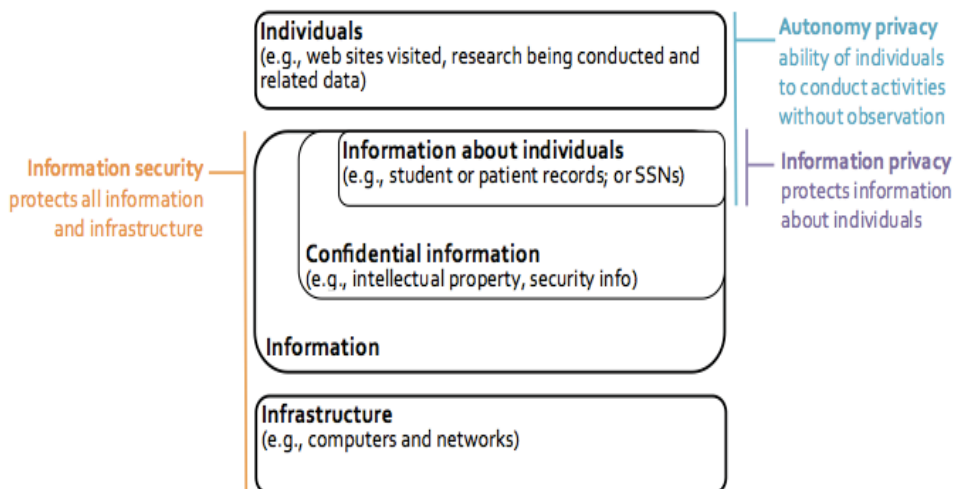 Individuals
(e.g., web sites visited, research being conducted and
related data)
Autonomy privacy
ability of individuals
to conduct activities
without observation
Information security
protects all information
and infrastructure
Information about individuals
(e.g., student or patient records; or SSNs)
Information privacy
protects information
about individuals
Confidential information
(e.g., intellectual property, security info)
Information
Infrastructure
(e.g., computers and networks)